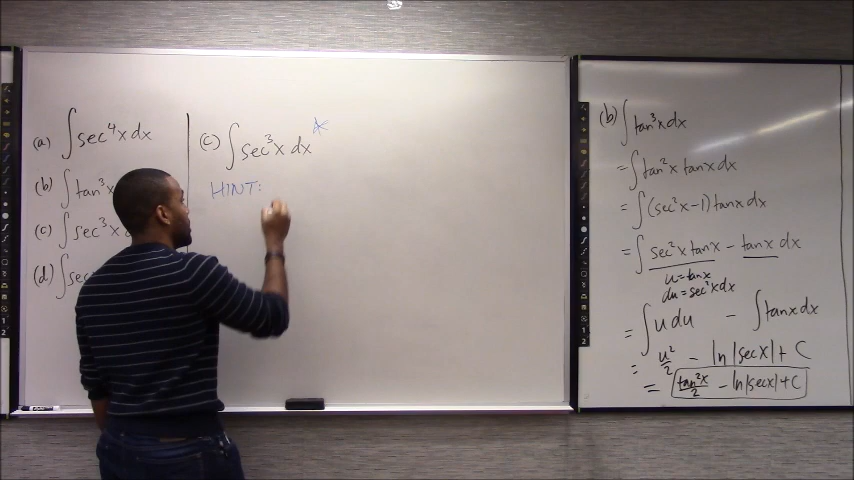 (a) ∫ sec⁴x dx
(b) ∫ tan³x
(c) ∫ sec³x
(d) ∫ sec
(c) ∫ sec³x dx *
HINT:
(b) ∫ tan³x dx
= ∫ tan²x tanx dx
= ∫ (sec²x-1) tanx dx
= ∫ sec²x tanx - tanx dx
u=tanx
du=sec²x dx
= ∫ u du - ∫ tanx dx
= u²/2 - ln|secx| + C
= tan²x/2 - ln|secx| + C